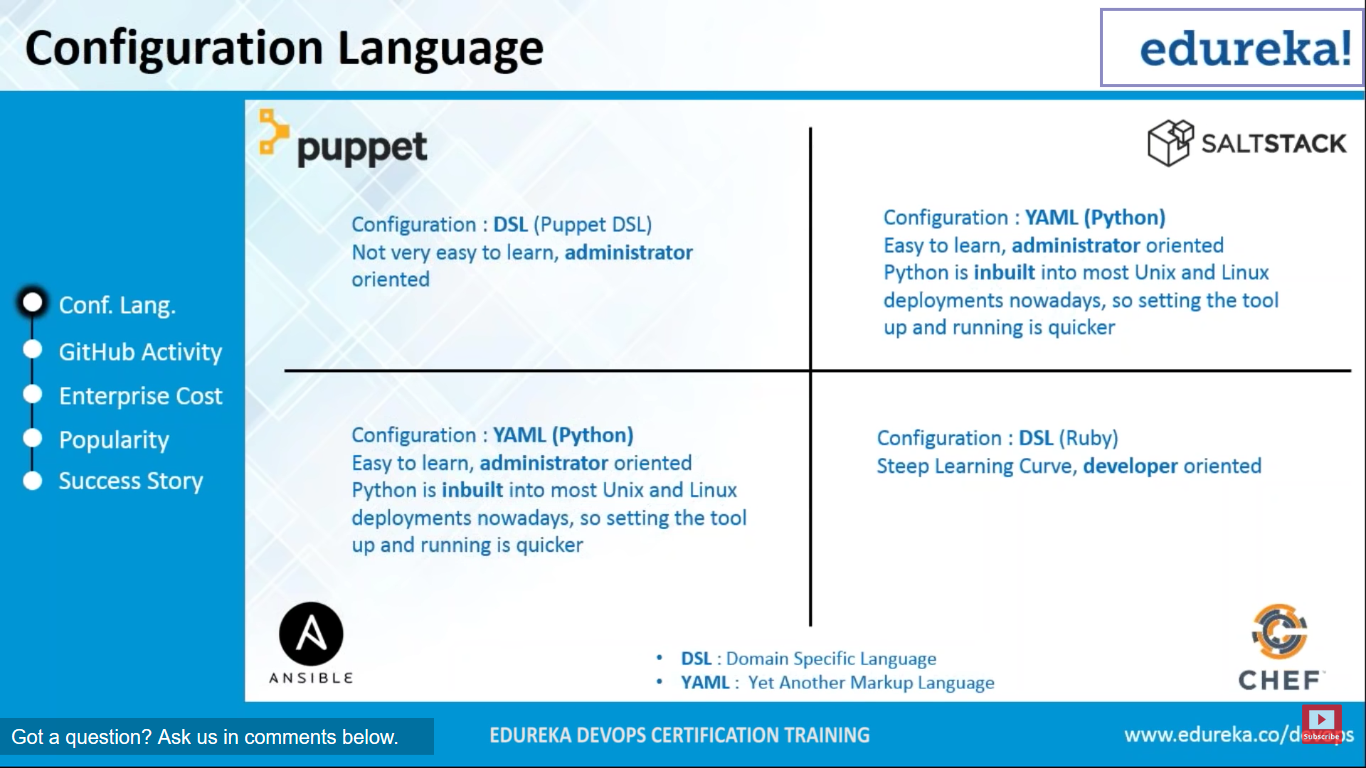 Configuration Language
edureka!
puppet
SALTSTACK
Configuration : DSL (Puppet DSL)
Not very easy to learn, administrator
oriented
Configuration : YAML (Python)
Easy to learn, administrator oriented
Python is inbuilt into most Unix and Linux
deployments nowadays, so setting the tool
up and running is quicker
Conf. Lang.
GitHub Activity
Enterprise Cost
Popularity
Success Story
Configuration : YAML (Python)
Easy to learn, administrator oriented
Python is inbuilt into most Unix and Linux
deployments nowadays, so setting the tool
up and running is quicker
Configuration : DSL (Ruby)
Steep Learning Curve, developer oriented
ANSIBLE
CHEF
• DSL : Domain Specific Language
• YAML : Yet Another Markup Language
Got a question? Ask us in comments below.
EDUREKA DEVOPS CERTIFICATION TRAINING
www.edureka.co/devops
Subscribe